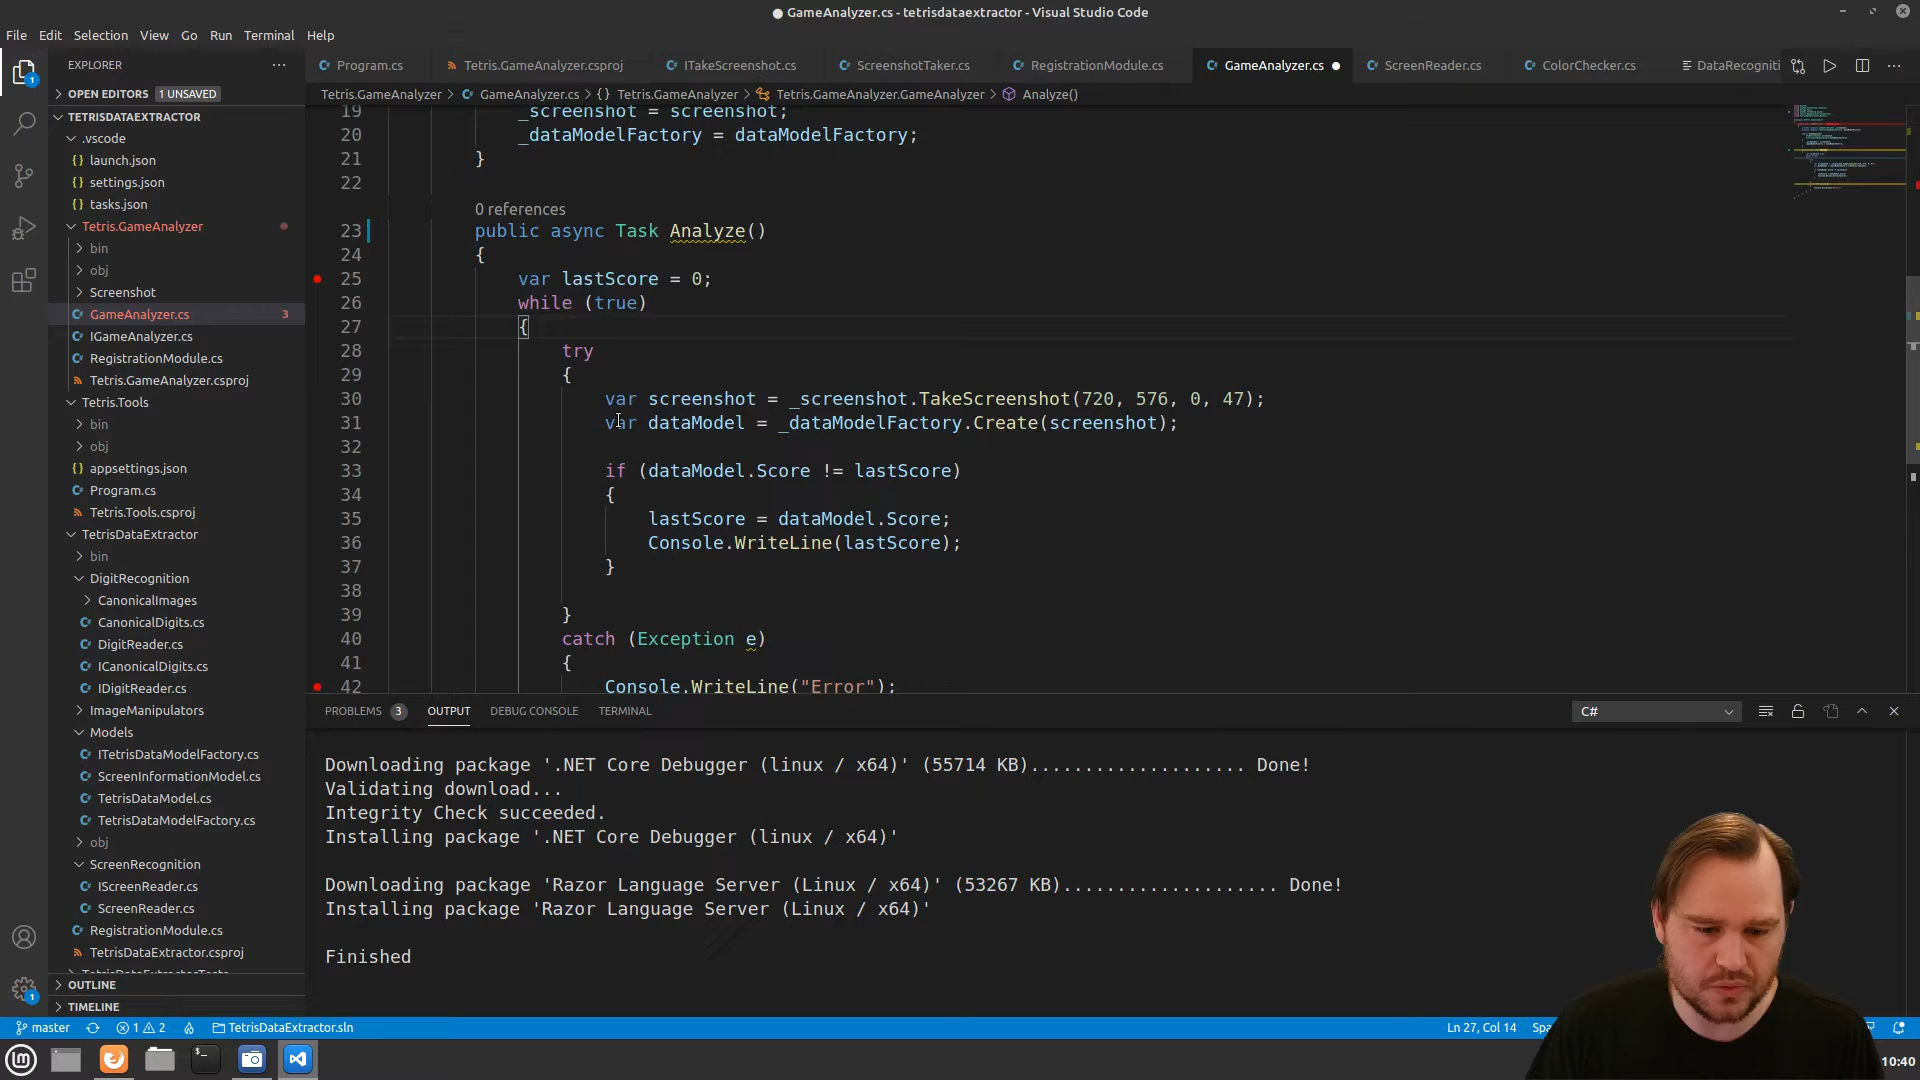 GameAnalyzer.cs - tetrisdataextractor - Visual Studio Code
File Edit Selection View Go Run Terminal Help
EXPLORER
Program.cs Tetris.GameAnalyzer.csproj ITakeScreenshot.cs ScreenshotTaker.cs RegistrationModule.cs GameAnalyzer.cs ScreenReader.cs ColorChecker.cs DataRecogniti
OPEN EDITORS 1 UNSAVED
Tetris.GameAnalyzer > GameAnalyzer.cs > {} Tetris.GameAnalyzer > Tetris.GameAnalyzer.GameAnalyzer > Analyze()
TETRISDATAEXTRACTOR
.vscode
launch.json
settings.json
tasks.json
Tetris.GameAnalyzer
bin
obj
Screenshot
GameAnalyzer.cs 3
IGameAnalyzer.cs
RegistrationModule.cs
Tetris.GameAnalyzer.csproj
Tetris.Tools
bin
obj
appsettings.json
Program.cs
Tetris.Tools.csproj
TetrisDataExtractor
bin
DigitRecognition
CanonicalImages
CanonicalDigits.cs
DigitReader.cs
ICanonicalDigits.cs
IDigitReader.cs
ImageManipulators
Models
ITetrisDataModelFactory.cs
ScreenInformationModel.cs
TetrisDataModel.cs
TetrisDataModelFactory.cs
obj
ScreenRecognition
IScreenReader.cs
ScreenReader.cs
RegistrationModule.cs
TetrisDataExtractor.csproj
OUTLINE
TIMELINE
19 _screenshot = screenshot;
20 _dataModelFactory = dataModelFactory;
21 }
22
0 references
23 public async Task Analyze()
24 {
25 var lastScore = 0;
26 while (true)
27 {
28 try
29 {
30 var screenshot = _screenshot.TakeScreenshot(720, 576, 0, 47);
31 var dataModel = _dataModelFactory.Create(screenshot);
32
33 if (dataModel.Score != lastScore)
34 {
35 lastScore = dataModel.Score;
36 Console.WriteLine(lastScore);
37 }
38
39 }
40 catch (Exception e)
41 {
42 Console.WriteLine("Error");
PROBLEMS 3 OUTPUT DEBUG CONSOLE TERMINAL C#
Downloading package '.NET Core Debugger (linux / x64)' (55714 KB).................... Done!
Validating download...
Integrity Check succeeded.
Installing package '.NET Core Debugger (linux / x64)'
Downloading package 'Razor Language Server (Linux / x64)' (53267 KB).................... Done!
Installing package 'Razor Language Server (Linux / x64)'
Finished
master 1 2 TetrisDataExtractor.sln Ln 27, Col 14 Spa
10:40